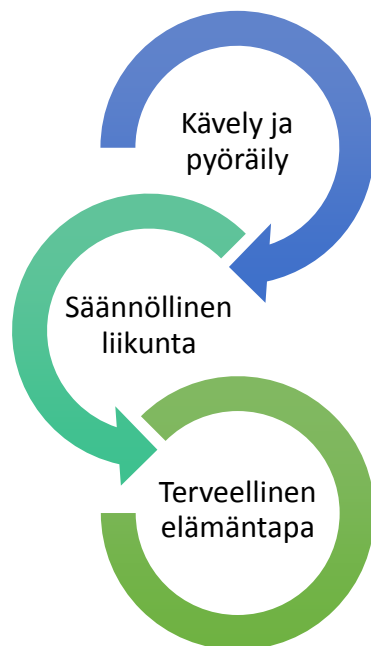 Kävely ja
pyöräily
Säännöllinen
liikunta
Terveellinen
elämäntapa